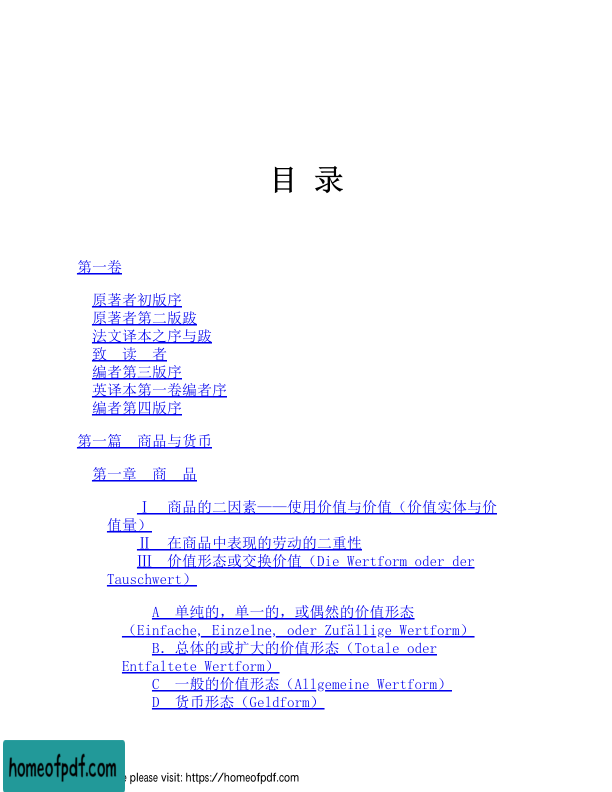 目 录
第一卷
原著者初版序
原著者第二版跋
法文译本之序与跋
致　读　者
编者第三版序
英译本第一卷编者序
编者第四版序
第一篇　商品与货币
第一章　商　品
Ⅰ　商品的二因素——使用价值与价值（价值实体与价
值量）
Ⅱ　在商品中表现的劳动的二重性
Ⅲ　价值形态或交换价值（Die Wertform oder der
Tauschwert）
A　单纯的，单一的，或偶然的价值形态
（Einfache, Einzelne, oder Zufällige Wertform）
B．总体的或扩大的价值形态（Totale oder
Entfaltete Wertform）
C　一般的价值形态（Allgemeine Wertform）
D　货币形态（Geldform）
homeofpdf.com
please visit: https://homeofpdf.com